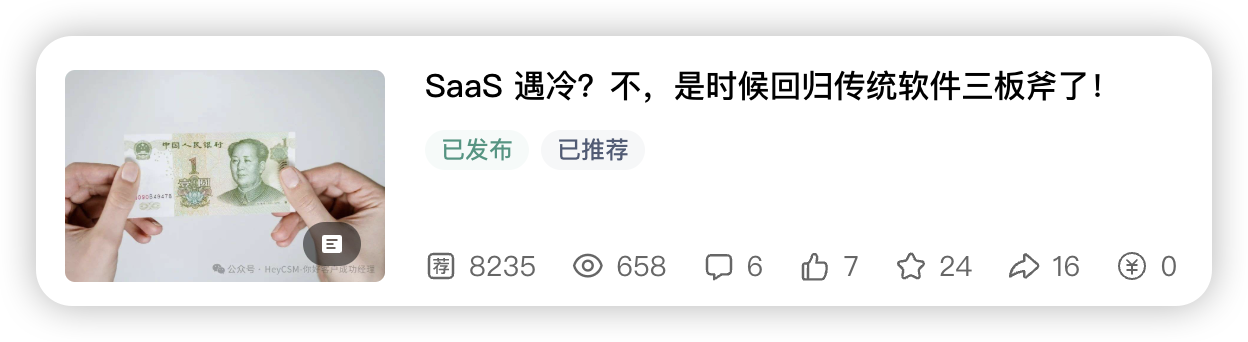 SaaS 遇冷？不，是时候回归传统软件三板斧了！
已发布 已推荐
中国人民银行
1
1
公众号 · HeyCSM-你好客户成功经理
荐 8235 658 6 7 24 16 ¥ 0